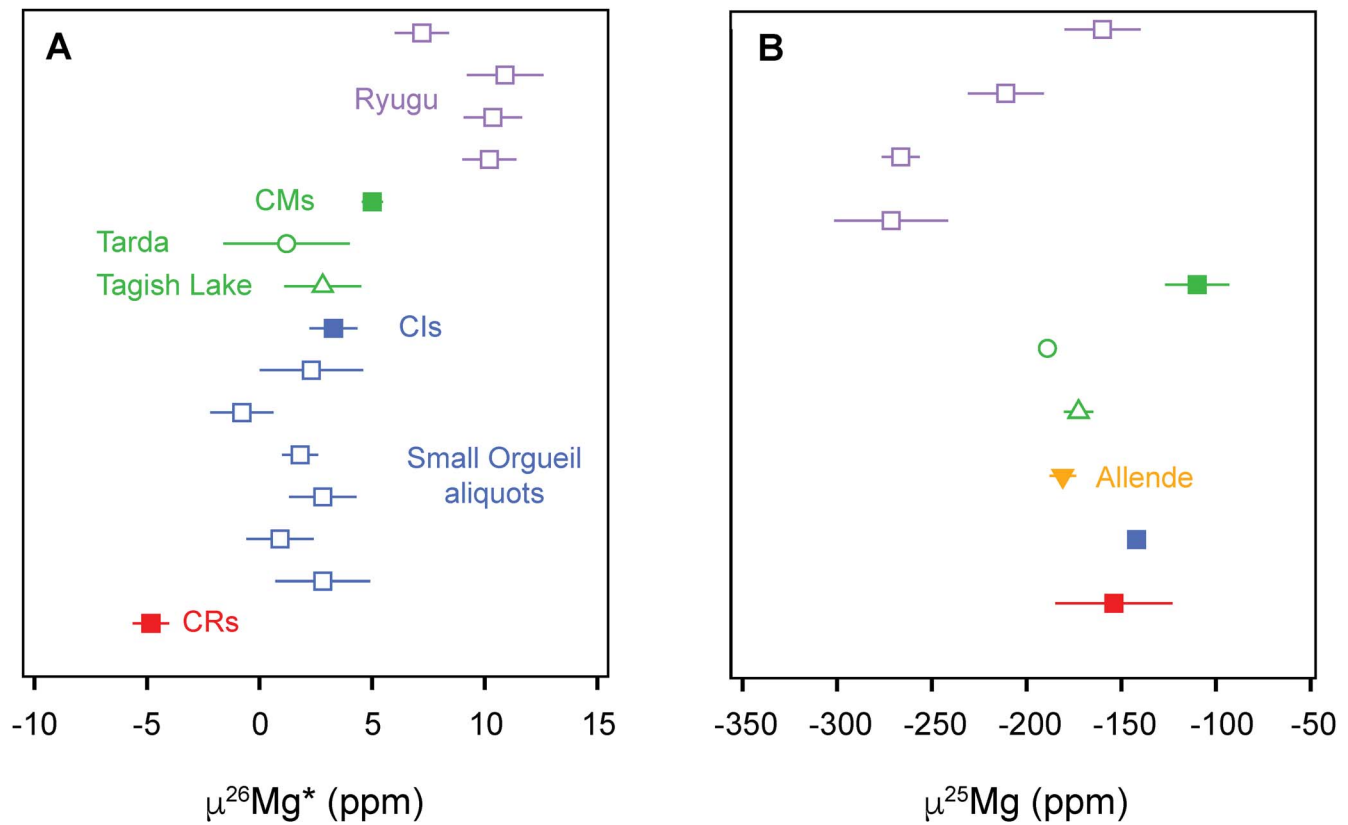 A
Ryugu
CMs
Tarda
Tagish Lake
CIs
Small Orgueil
aliquots
CRs
-10 -5 0 5 10 15
μ²⁶Mg* (ppm)
B
Allende
-350 -300 -250 -200 -150 -100 -50
μ²⁵Mg (ppm)